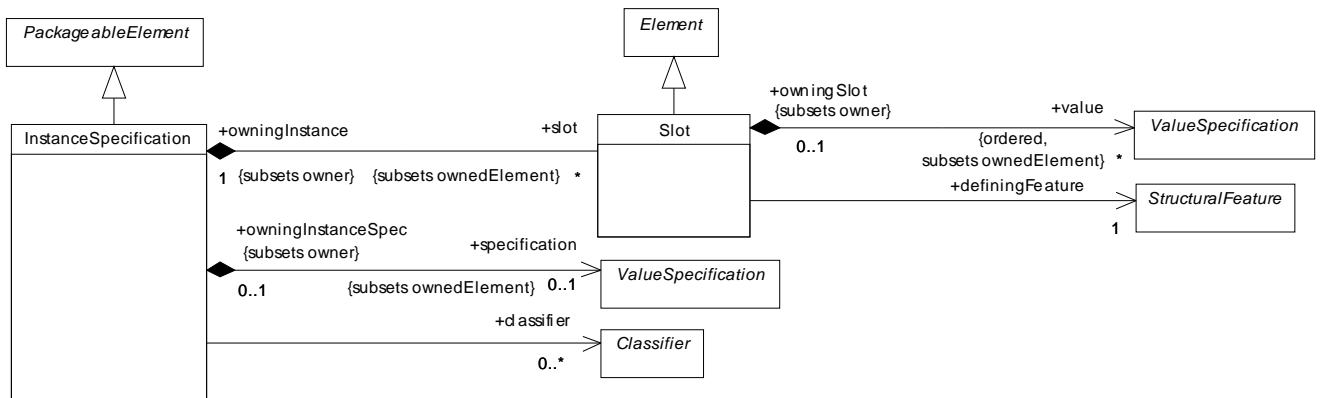 PackageableElement
Element
InstanceSpecification
+owningInstance
+slot
1
{subsets owner}
{subsets ownedElement}
*
Slot
+owningSlot
{subsets owner}
0..1
+value
{ordered,
subsets ownedElement}
*
ValueSpecification
+definingFeature
1
StructuralFeature
+owningInstanceSpec
{subsets owner}
0..1
+specification
{subsets ownedElement}
0..1
ValueSpecification
+classifier
0..*
Classifier